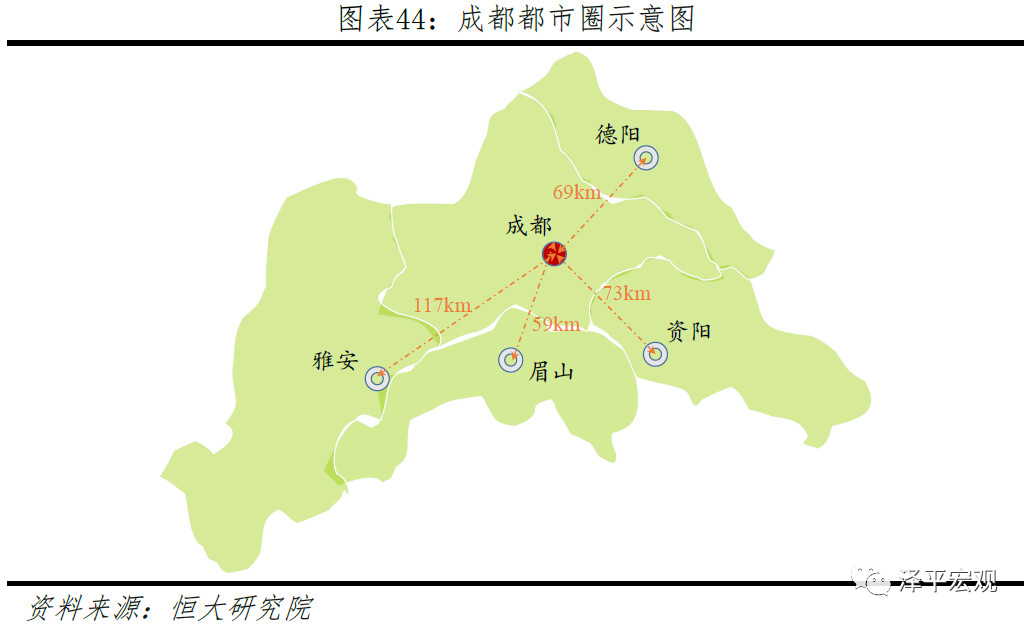 图表44：成都都市圈示意图
德阳
69km
成都
117km
59km
73km
资阳
雅安
眉山
泽平宏观
资料来源：恒大研究院